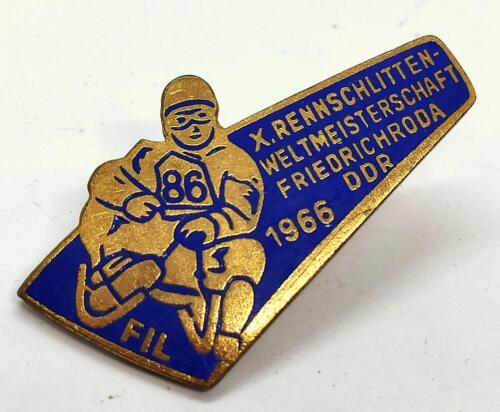 X. RENNSCHLITTEN-
WELTMEISTERSCHAFT
FRIEDRICHRODA
DDR
1966
86
FIL